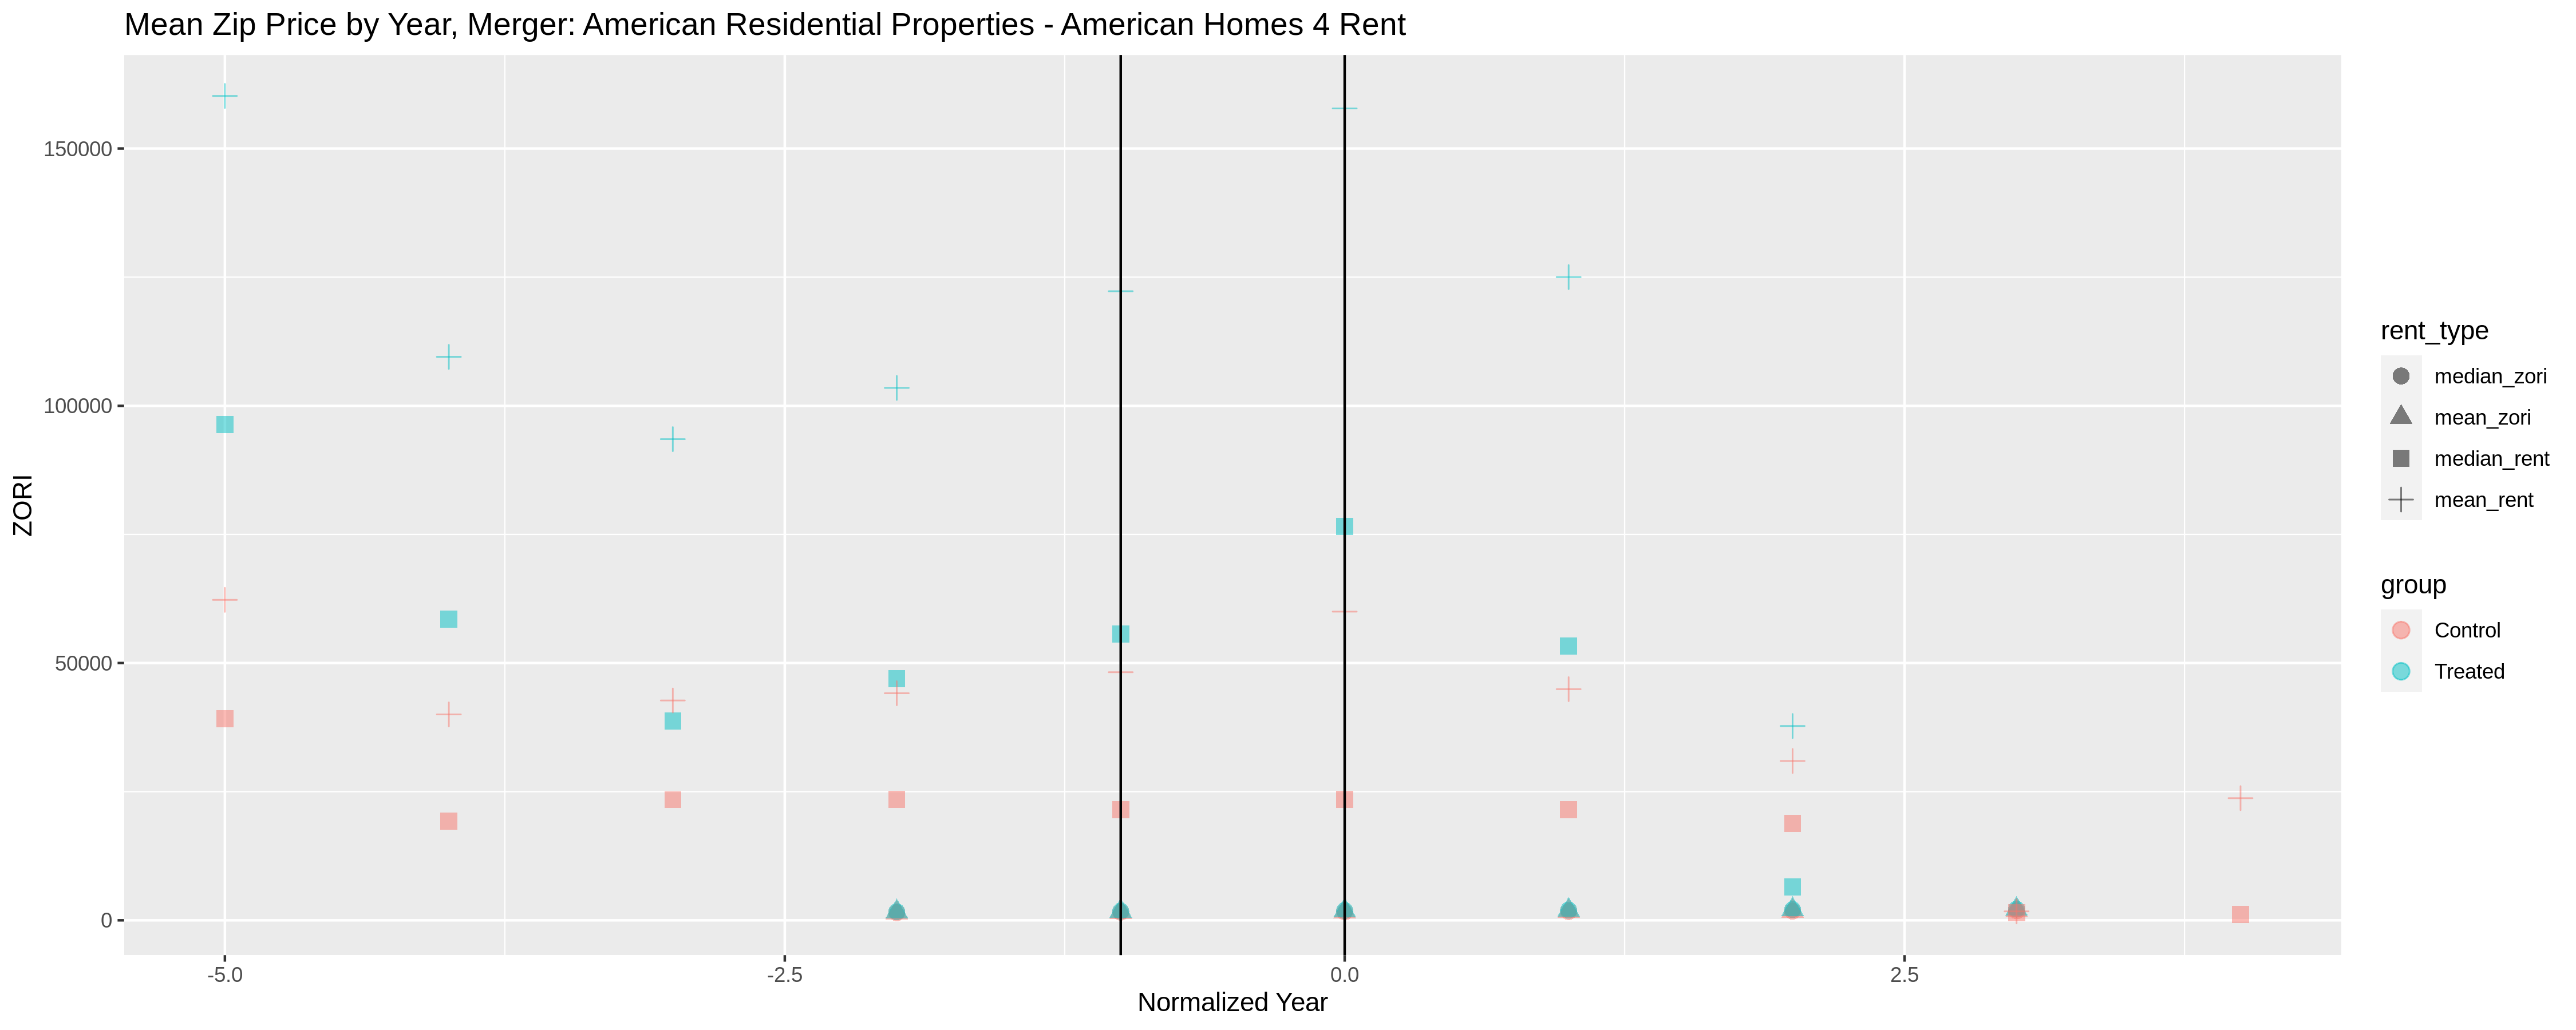 Mean Zip Price by Year, Merger: American Residential Properties - American Homes 4 Rent
150000
100000
50000
0
ZORI
-5.0
-2.5
0.0
2.5
Normalized Year
rent_type
median_zori
mean_zori
median_rent
mean_rent
group
Control
Treated